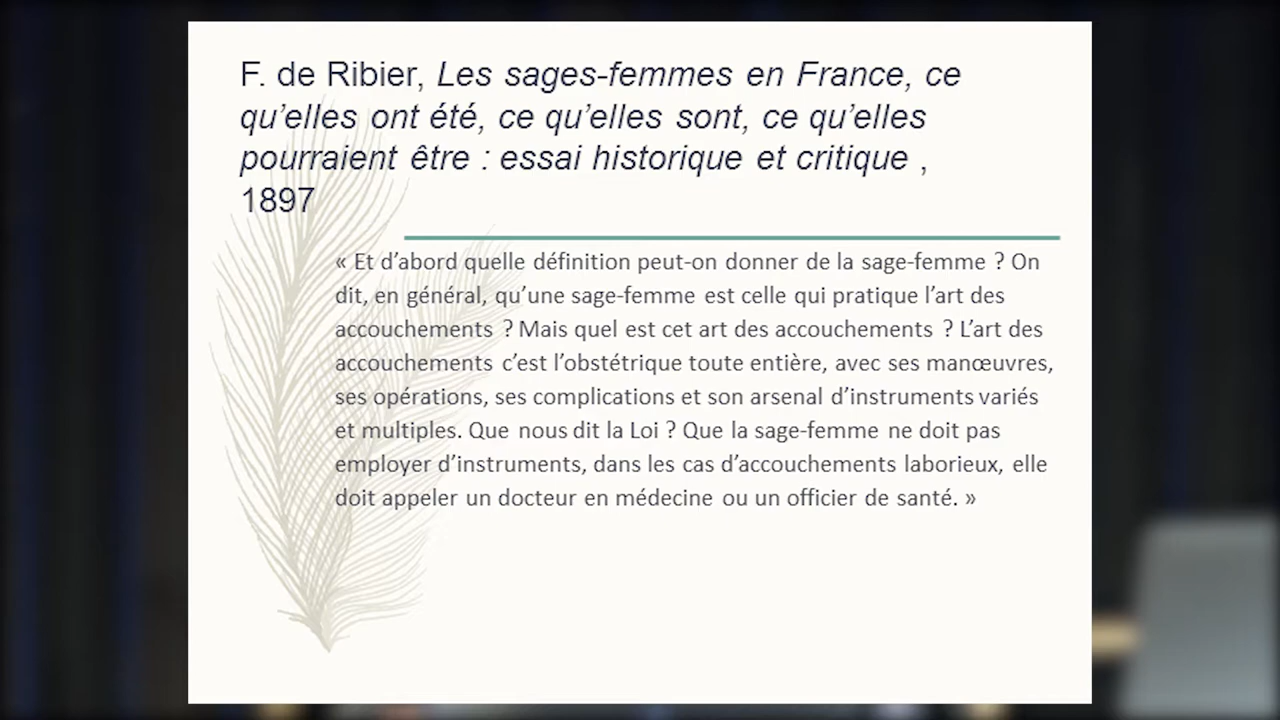 F. de Ribier, Les sages-femmes en France, ce
qu’elles ont été, ce qu’elles sont, ce qu’elles
pourraient être : essai historique et critique ,
1897
« Et d’abord quelle définition peut-on donner de la sage-femme ? On
dit, en général, qu’une sage-femme est celle qui pratique l’art des
accouchements ? Mais quel est cet art des accouchements ? L’art des
accouchements c’est l’obstétrique toute entière, avec ses manœuvres,
ses opérations, ses complications et son arsenal d’instruments variés
et multiples. Que nous dit la Loi ? Que la sage-femme ne doit pas
employer d’instruments, dans les cas d’accouchements laborieux, elle
doit appeler un docteur en médecine ou un officier de santé. »